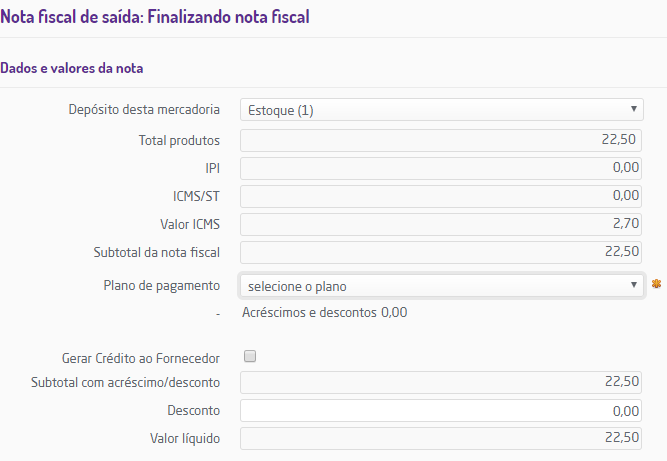 Nota fiscal de saída: Finalizando nota fiscal
Dados e valores da nota
Depósito desta mercadoria Estoque (1)
Total produtos 22,50
IPI 0,00
ICMS/ST 0,00
Valor ICMS 2,70
Subtotal da nota fiscal 22,50
Plano de pagamento selecione o plano
- Acréscimos e descontos 0,00
Gerar Crédito ao Fornecedor
Subtotal com acréscimo/desconto 22,50
Desconto 0,00
Valor líquido 22,50